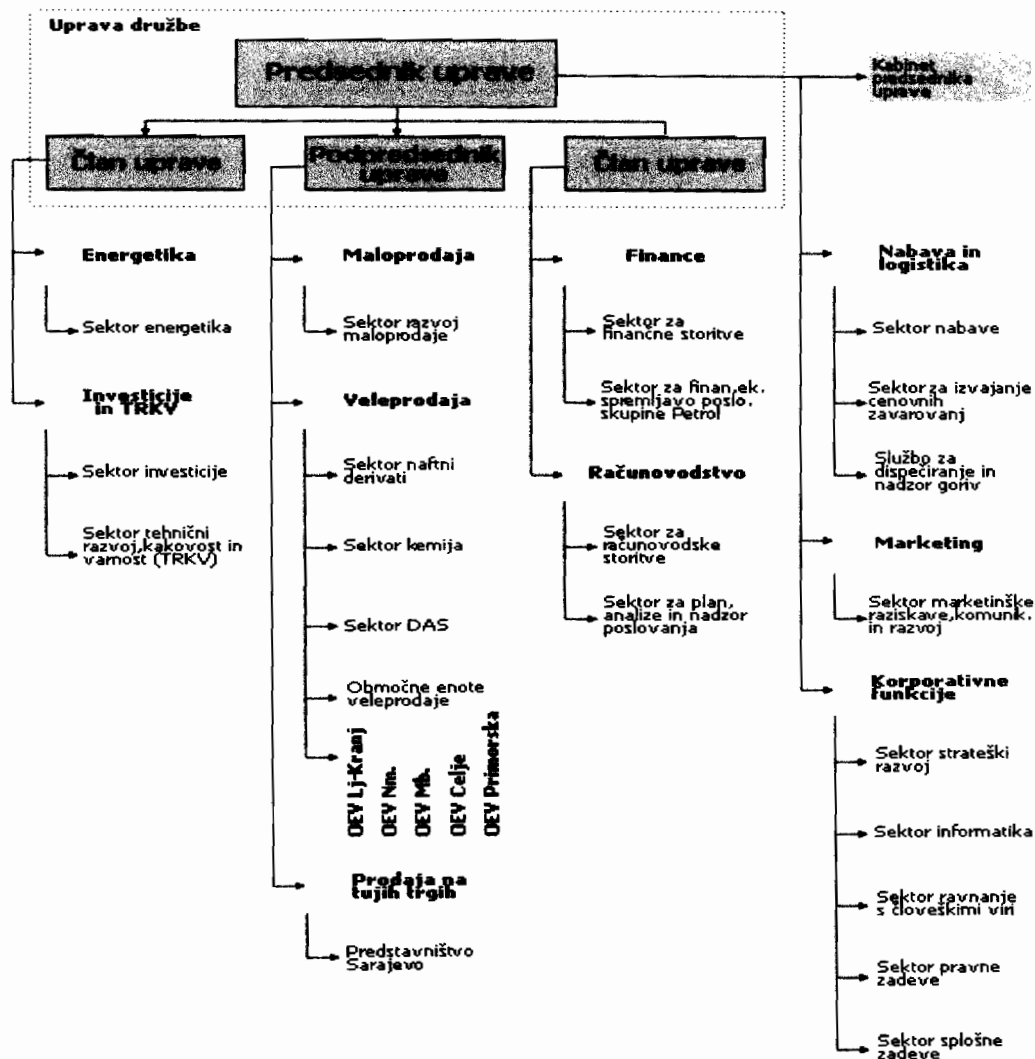 Uprava družbe
Predsednik uprave
Kabinet
predsednika
uprave
Član uprave
Podpredsednik
uprave
Član uprave
Energetika
Sektor energetika
Investicije
in TRKV
Sektor investicije
Sektor tehnični
razvoj,kakovost in
varnost (TRKV)
Maloprodaja
Sektor razvoj
maloprodaje
Veleprodaja
Sektor naftni
derivati
Sektor kemija
Sektor DAS
Območne enote
veleprodaje
OEV Lj-Kranj
OEV Nm.
OEV Mb.
OEV Celje
OEV Primorska
Prodaja na
tujih trgih
Predstavništvo
Sarajevo
Finance
Sektor za
finančne storitve
Sektor za finan,ek.
spremljavo poslo.
skupine Petrol
Računovodstvo
Sektor za
računovodske
storitve
Sektor za plan,
analize in nadzor
poslovanja
Nabava in
logistika
Sektor nabave
Sektor za izvajanje
cenovnih
zavarovanj
Službo za
dispečiranje in
nadzor goriv
Marketing
Sektor marketinške
raziskave,komunik.
in razvoj
Korporativne
funkcije
Sektor strateški
razvoj
Sektor informatika
Sektor ravnanje
s človeškimi viri
Sektor pravne
zadeve
Sektor splošne
zadeve